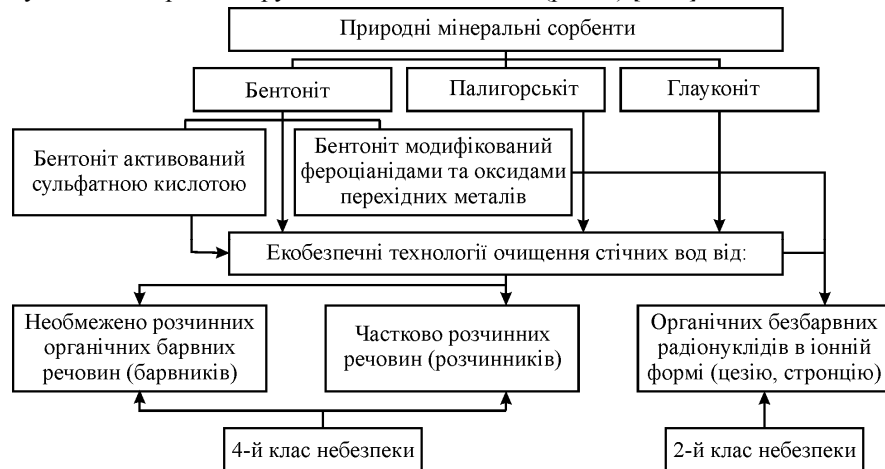 Природні мінеральні сорбенти
Бентоніт
Палигорськіт
Глауконіт
Бентоніт активований
сульфатною кислотою
Бентоніт модифікований
фероціанідами та оксидами
перехідних металів
Екобезпечні технології очищення стічних вод від:
Необмежено розчинних
органічних барвних
речовин (барвників)
Частково розчинних
речовин (розчинників)
Органічних безбарвних
радіонуклідів в іонній
формі (цезію, стронцію)
4-й клас небезпеки
2-й клас небезпеки